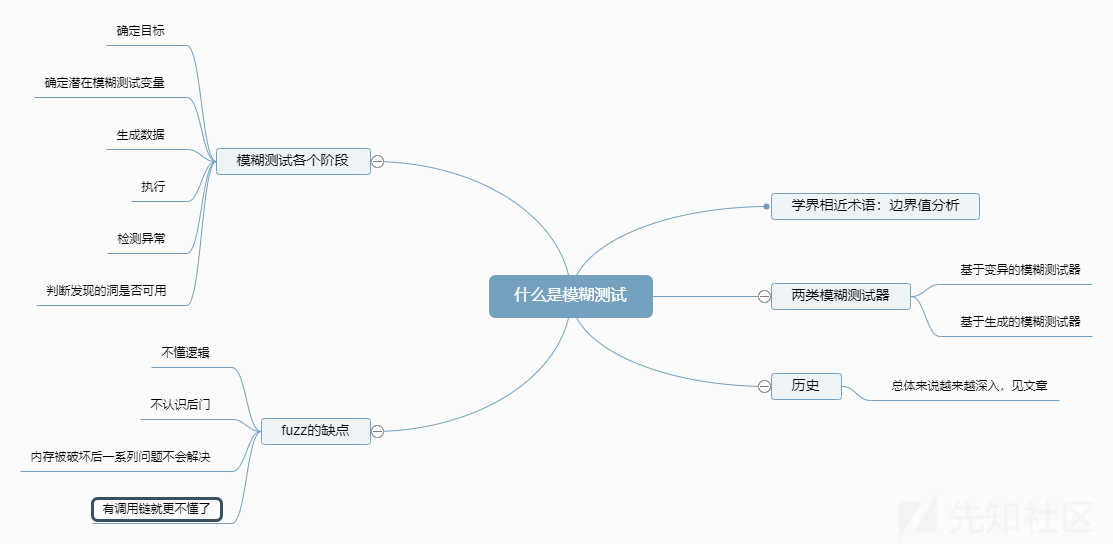 什么是模糊测试
学界相近术语：边界值分析
两类模糊测试器
基于变异的模糊测试器
基于生成的模糊测试器
历史
总体来说越来越深入，见文章
模糊测试各个阶段
确定目标
确定潜在模糊测试变量
生成数据
执行
检测异常
判断发现的洞是否可用
fuzz的缺点
不懂逻辑
不认识后门
内存被破坏后一系列问题不会解决
有调用链就更不懂了
先知社区